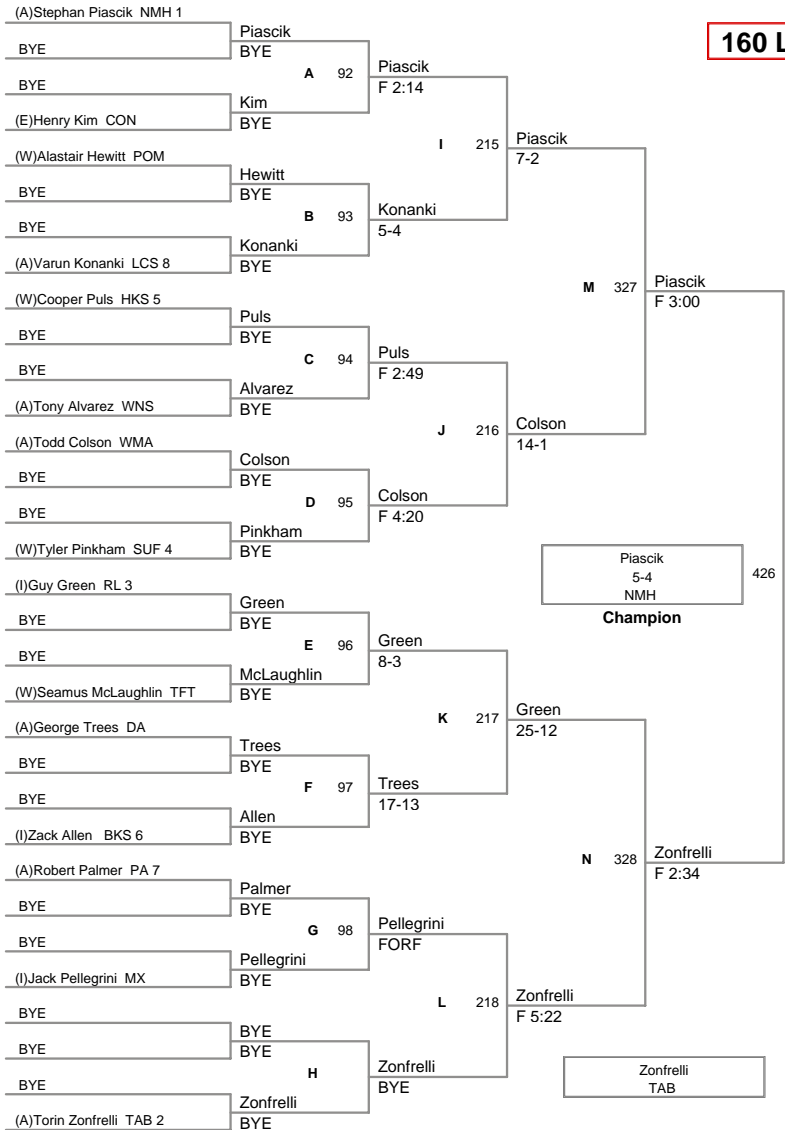 (A)Stephan Piascik NMH 1
BYE
BYE
(E)Henry Kim CON
(W)Alastair Hewitt POM
BYE
BYE
(A)Varun Konanki LCS 8
(W)Cooper Puls HKS 5
BYE
BYE
(A)Tony Alvarez WNS
(A)Todd Colson WMA
BYE
BYE
(W)Tyler Pinkham SUF 4
(I)Guy Green RL 3
BYE
BYE
(W)Seamus McLaughlin TFT
(A)George Trees DA
BYE
BYE
(I)Zack Allen BKS 6
(A)Robert Palmer PA 7
BYE
BYE
(I)Jack Pellegrini MX
BYE
BYE
BYE
(A)Torin Zonfrelli TAB 2
Piascik
BYE
A 92
Kim
BYE
Hewitt
BYE
B 93
Konanki
BYE
Puls
BYE
C 94
Alvarez
BYE
Colson
BYE
D 95
Pinkham
BYE
Green
BYE
E 96
McLaughlin
BYE
Trees
BYE
F 97
Allen
BYE
Palmer
BYE
G 98
Pellegrini
BYE
BYE
BYE
H
Zonfrelli
BYE
Piascik
F 2:14
I 215
Konanki
5-4
Puls
F 2:49
J 216
Colson
F 4:20
Green
8-3
K 217
Trees
17-13
Pellegrini
FORF
L 218
Zonfrelli
BYE
Piascik
7-2
M 327
Colson
14-1
Green
25-12
N 328
Zonfrelli
F 5:22
160 L
Piascik
F 3:00
Piascik
5-4
NMH
426
Champion
Zonfrelli
F 2:34
Zonfrelli
TAB